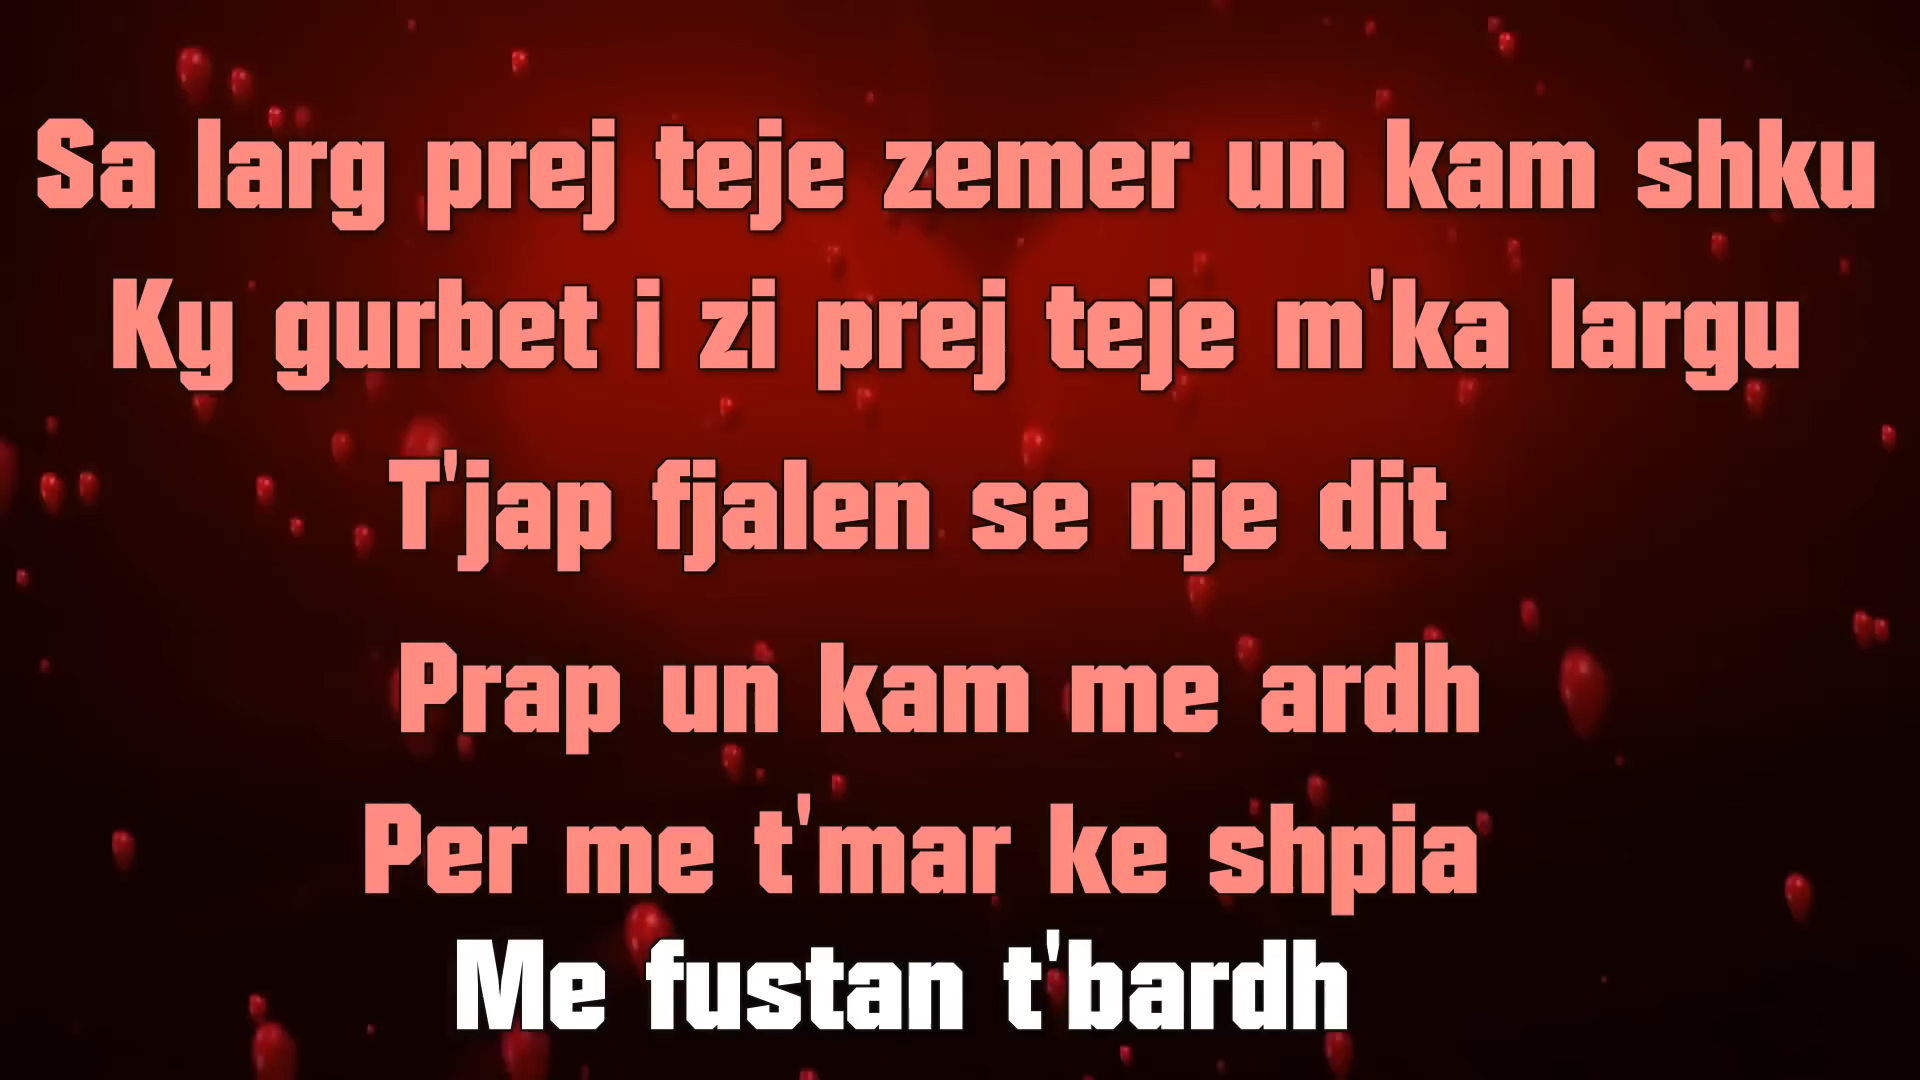 Sa larg prej teje zemer un kam shku
Ky gurbet i zi prej teje m'ka largu
T'jap fjalen se nje dit
Prap un kam me ardh
Per me t'mar ke shpia
Me fustan t'bardh